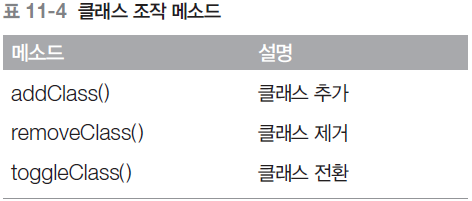 표 11-4 클래스 조작 메소드
메소드 설명
addClass() 클래스 추가
removeClass() 클래스 제거
toggleClass() 클래스 전환